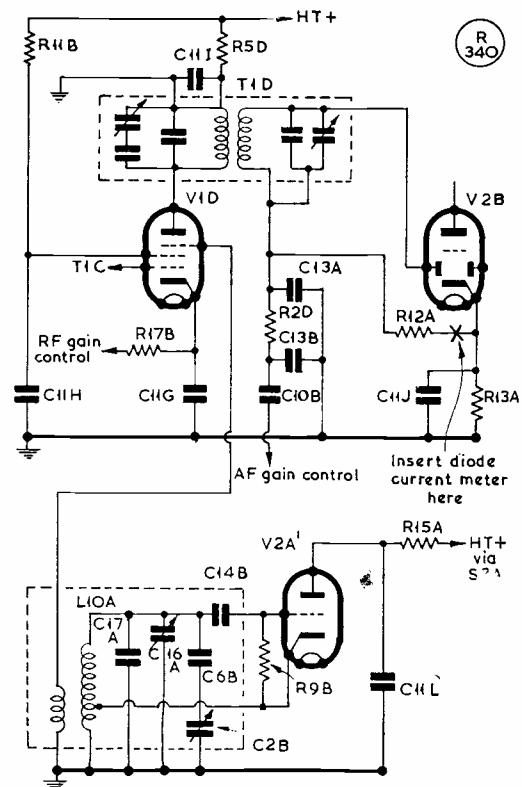 HT+
R11B
C11I
R5D
R
340
T1D
V1D
V2B
T1C
C13A
R2D
R12A
RF gain
control
R17B
C13B
C11H
C11G
C10B
C11J
R13A
AF gain control
Insert diode
current meter
here
V2A
R15A
HT+
via
C14B
L10A
C17
A
C16
A
C6B
R9B
C11L
C2B